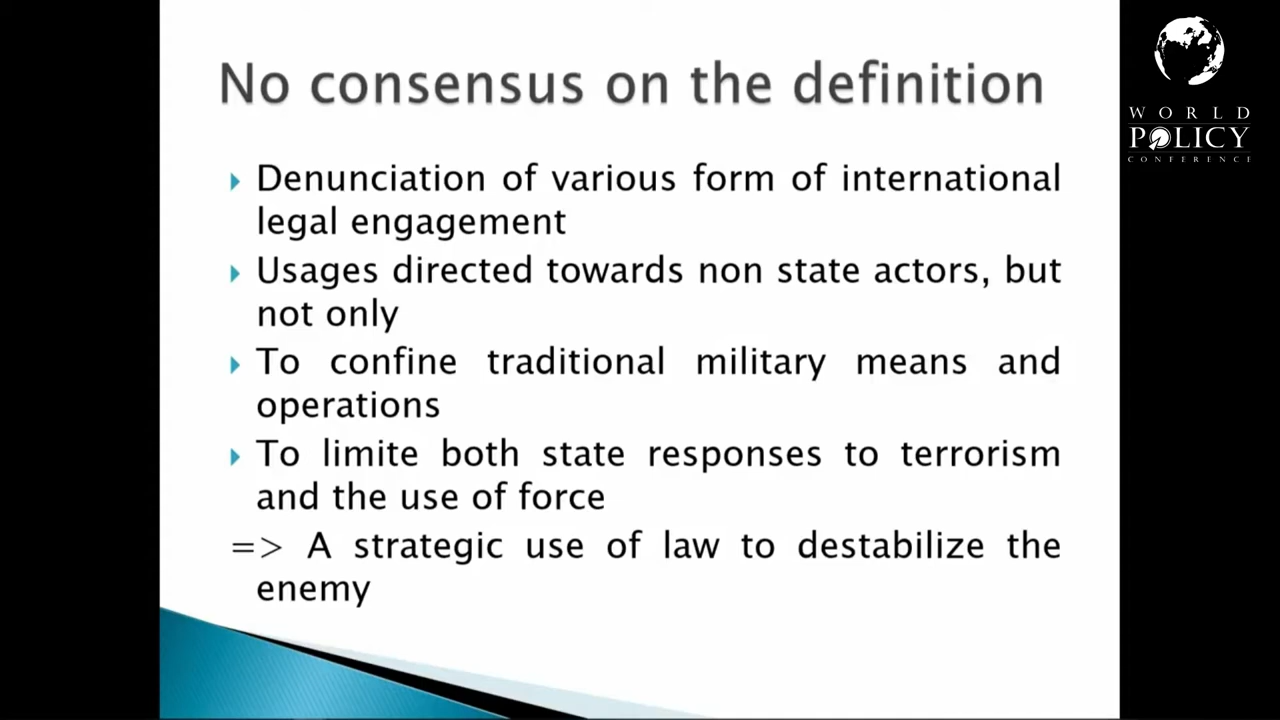 No consensus on the definition
Denunciation of various form of international
legal engagement
Usages directed towards non state actors, but
not only
To confine traditional military means and
operations
To limite both state responses to terrorism
and the use of force
=> A strategic use of law to destabilize the
enemy
WORLD
POLICY
CONFERENCE